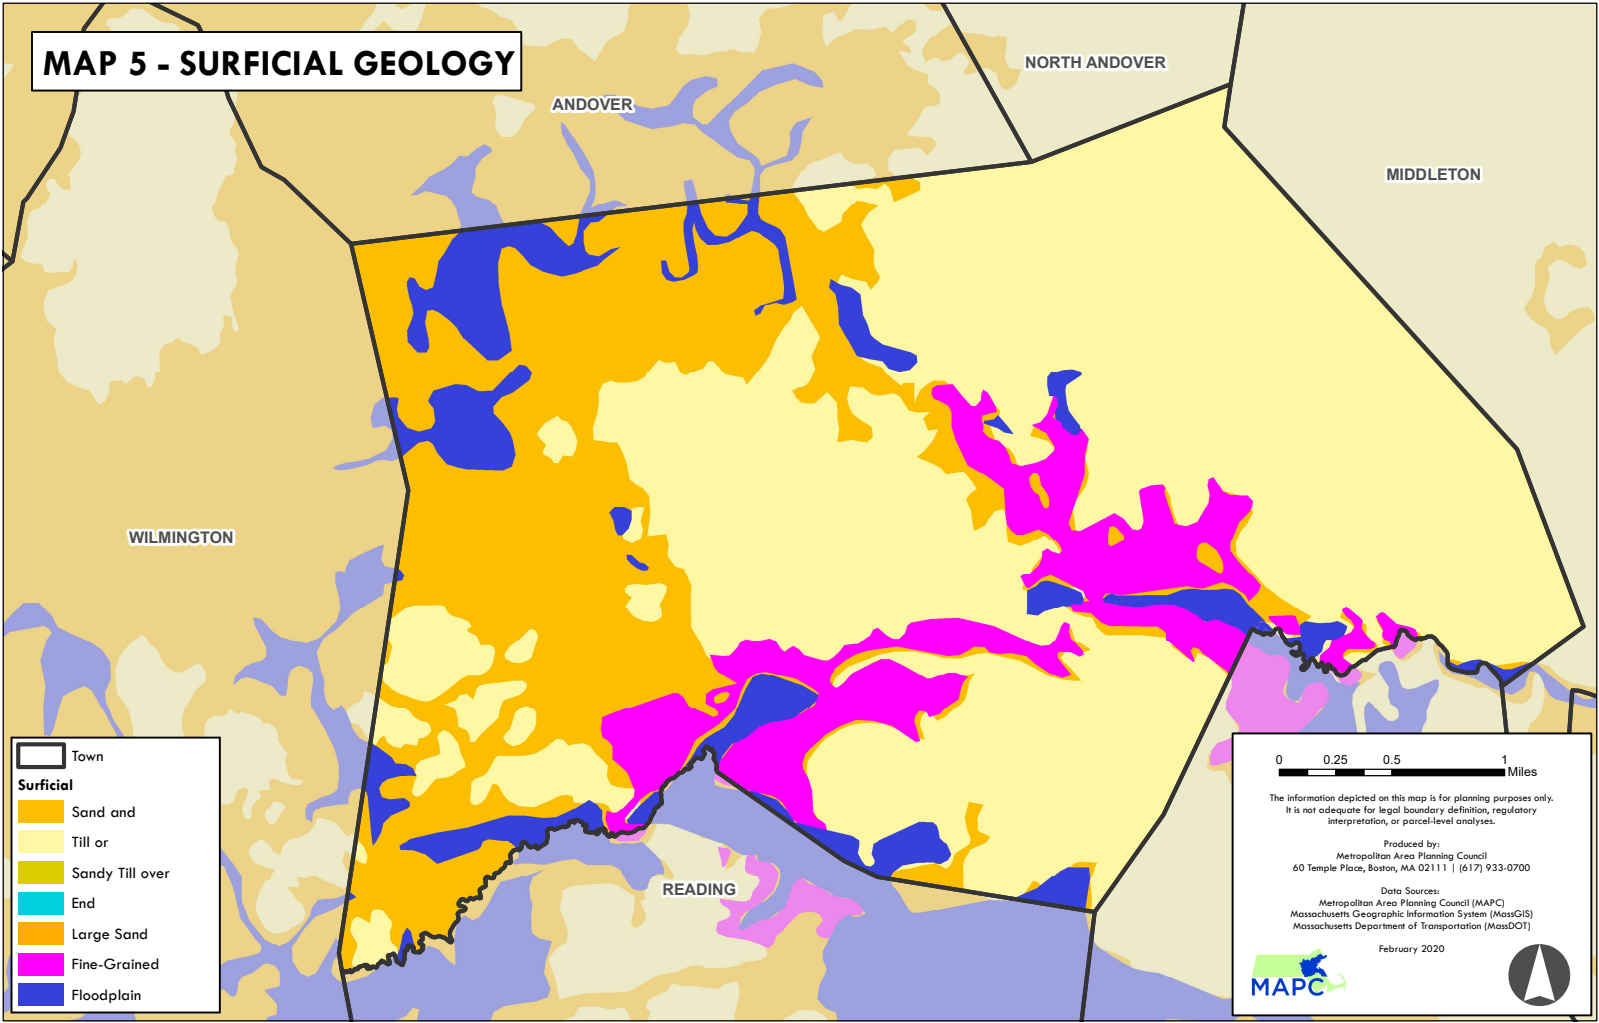 MAP 5 - SURFICIAL GEOLOGY
NORTH ANDOVER
ANDOVER
MIDDLETON
WILMINGTON
READING
Town
Surficial
Sand and
Till or
Sandy Till over
End
Large Sand
Fine-Grained
Floodplain
0 0.25 0.5 1
Miles
The information depicted on this map is for planning purposes only.
It is not adequate for legal boundary definition, regulatory
interpretation, or parcel-level analyses.
Produced by:
Metropolitan Area Planning Council
60 Temple Place, Boston, MA 02111 | (617) 933-0700
Data Sources:
Metropolitan Area Planning Council (MAPC)
Massachusetts Geographic Information System (MassGIS)
Massachusetts Department of Transportation (MassDOT)
February 2020
MAPC